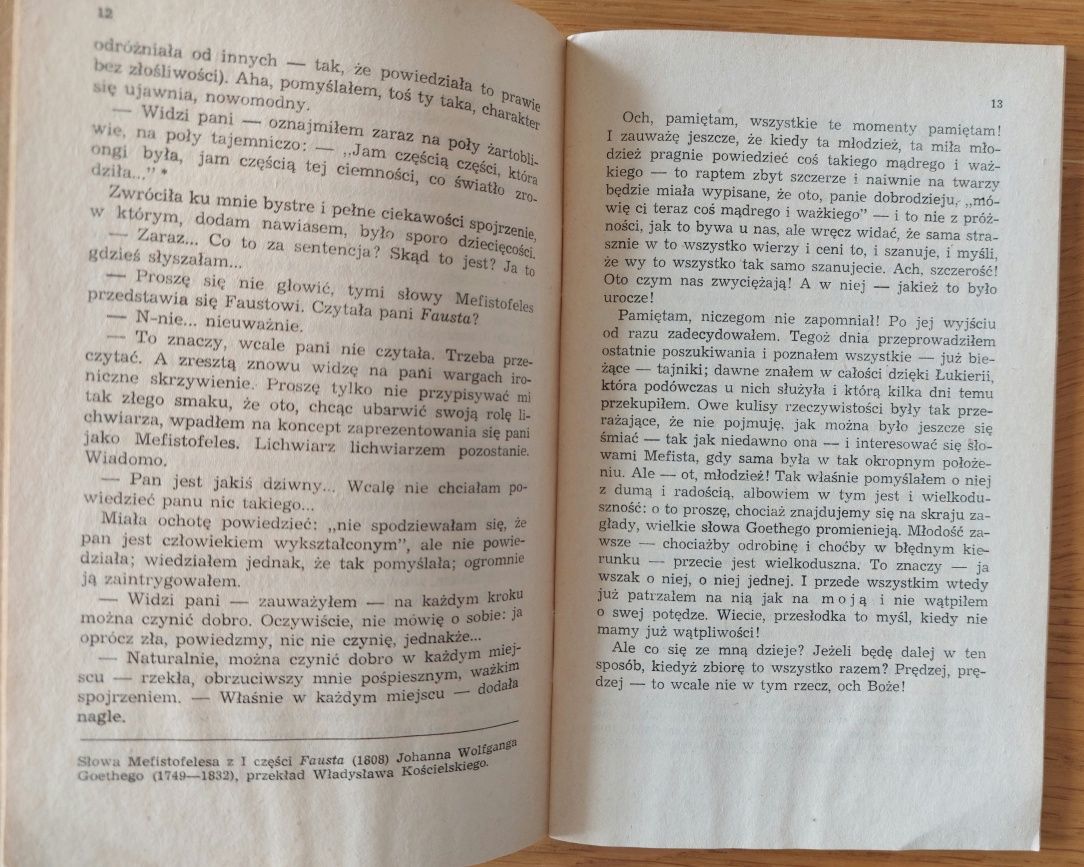 12
odróżniała od innych — tak, że powiedziała to prawie
bez złośliwości). Aha, pomyślałem, toś ty taka, charakter
się ujawnia, nowomodny.
— Widzi pani — oznajmiłem zaraz na poły żartobli-
wie, na poły tajemniczo: — „Jam częścią części, która
ongi była, jam częścią tej ciemności, co światło zro-
dziła...” *
Zwróciła ku mnie bystre i pełne ciekawości spojrzenie,
w którym, dodam nawiasem, było sporo dziecięcości.
— Zaraz... Co to za sentencja? Skąd to jest? Ja to
gdzieś słyszałam...
— Proszę się nie głowić, tymi słowy Mefistofeles
przedstawia się Faustowi. Czytała pani Fausta?
— N-nie... nieuważnie.
— To znaczy, wcale pani nie czytała. Trzeba prze-
czytać. A zresztą znowu widzę na pani wargach iro-
niczne skrzywienie. Proszę tylko nie przypisywać mi
tak złego smaku, że oto, chcąc ubarwić swoją rolę li-
chwiarza, wpadłem na koncept zaprezentowania się pani
jako Mefistofeles. Lichwiarz lichwiarzem pozostanie.
Wiadomo.
— Pan jest jakiś dziwny... Wcalę nie chciałam po-
wiedzieć panu nic takiego...
Miała ochotę powiedzieć: „nie spodziewałam się, że
pan jest człowiekiem wykształconym”, ale nie powie-
działa; wiedziałem jednak, że tak pomyślała; ogromnie
ją zaintrygowałem.
— Widzi pani — zauważyłem — na każdym kroku
można czynić dobro. Oczywiście, nie mówię o sobie: ja
oprócz zła, powiedzmy, nic nie czynię, jednakże...
— Naturalnie, można czynić dobro w każdym miej-
scu — rzekła, obrzuciwszy mnie pośpiesznym, ważkim
spojrzeniem. — Właśnie w każdym miejscu — dodała
nagle.
Słowa Mefistofelesa z I części Fausta (1808) Johanna Wolfganga
Goethego (1749—1832), przekład Władysława Kościelskiego.
13
Och, pamiętam, wszystkie te momenty pamiętam!
I zauważę jeszcze, że kiedy ta młodzież, ta miła mło-
dzież pragnie powiedzieć coś takiego mądrego i waż-
kiego — to raptem zbyt szczerze i naiwnie na twarzy
będzie miała wypisane, że oto, panie dobrodzieju, „mó-
wię ci teraz coś mądrego i ważkiego” — i to nie z próż-
ności, jak to bywa u nas, ale wręcz widać, że sama stra-
sznie w to wszystko wierzy i ceni to, i szanuje, i myśli,
że wy to wszystko tak samo szanujecie. Ach, szczerość!
Oto czym nas zwyciężają! A w niej — jakież to było
urocze!
Pamiętam, niczegom nie zapomniał! Po jej wyjściu
od razu zadecydowałem. Tegoż dnia przeprowadziłem
ostatnie poszukiwania i poznałem wszystkie — już bie-
żące — tajniki; dawne znałem w całości dzięki Łukierii,
która podówczas u nich służyła i którą kilka dni temu
przekupiłem. Owe kulisy rzeczywistości były tak prze-
rażające, że nie pojmuję, jak można było jeszcze się
śmiać — tak jak niedawno ona — i interesować się sło-
wami Mefista, gdy sama była w tak okropnym położe-
niu. Ale — ot, młodzież! Tak właśnie pomyślałem o niej
z dumą i radością, albowiem w tym jest i wielkodu-
szność: o to proszę, chociaż znajdujemy się na skraju za-
głady, wielkie słowa Goethego promienieją. Młodość za-
wsze — chociażby odrobinę i choćby w błędnym kie-
runku — przecie jest wielkoduszna. To znaczy — ja
wszak o niej, o niej jednej. I przede wszystkim wtedy
już patrzałem na nią jak na moją i nie wątpiłem
o swej potędze. Wiecie, przesłodka to myśl, kiedy nie
mamy już wątpliwości!
Ale co się ze mną dzieje? Jeżeli będę dalej w ten
sposób, kiedyż zbiorę to wszystko razem? Prędzej, prę-
dzej — to wcale nie w tym rzecz, och Boże!